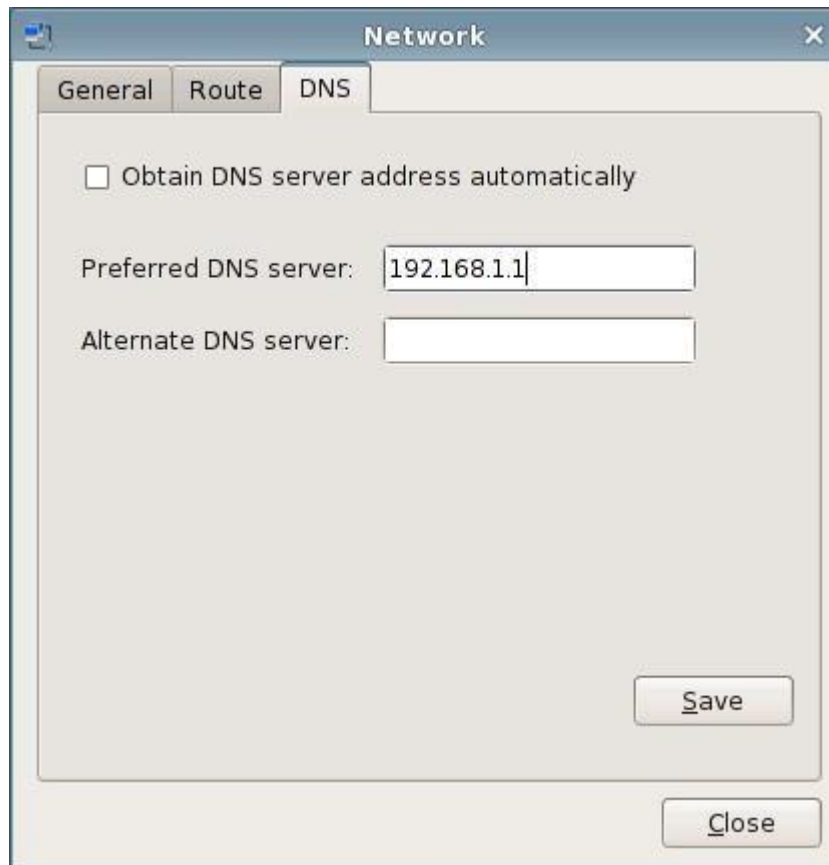 Network
General Route DNS
Obtain DNS server address automatically
Preferred DNS server: 192.168.1.1
Alternate DNS server:
Save
Close